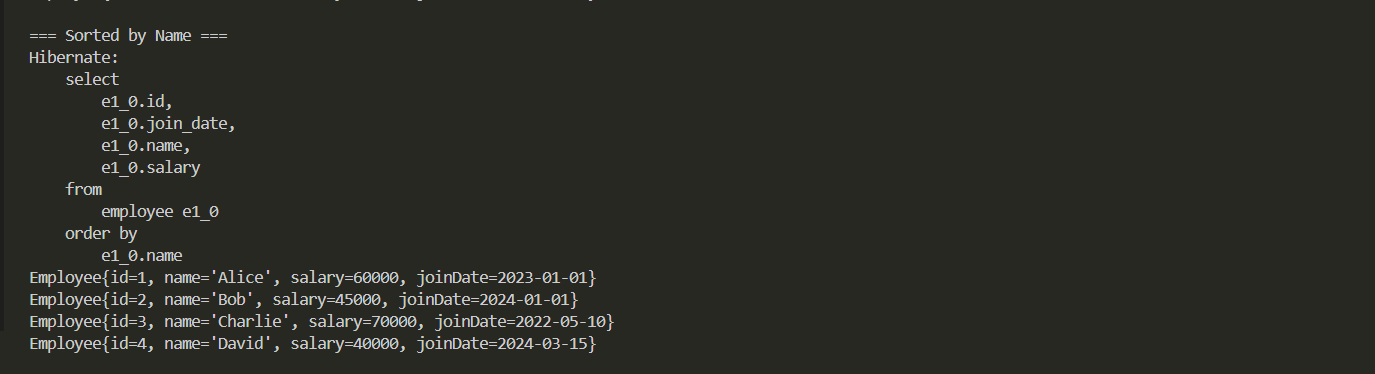 === Sorted by Name ===
Hibernate:
    select
        e1_0.id,
        e1_0.join_date,
        e1_0.name,
        e1_0.salary
    from
        employee e1_0
    order by
        e1_0.name
Employee{id=1, name='Alice', salary=60000, joinDate=2023-01-01}
Employee{id=2, name='Bob', salary=45000, joinDate=2024-01-01}
Employee{id=3, name='Charlie', salary=70000, joinDate=2022-05-10}
Employee{id=4, name='David', salary=40000, joinDate=2024-03-15}